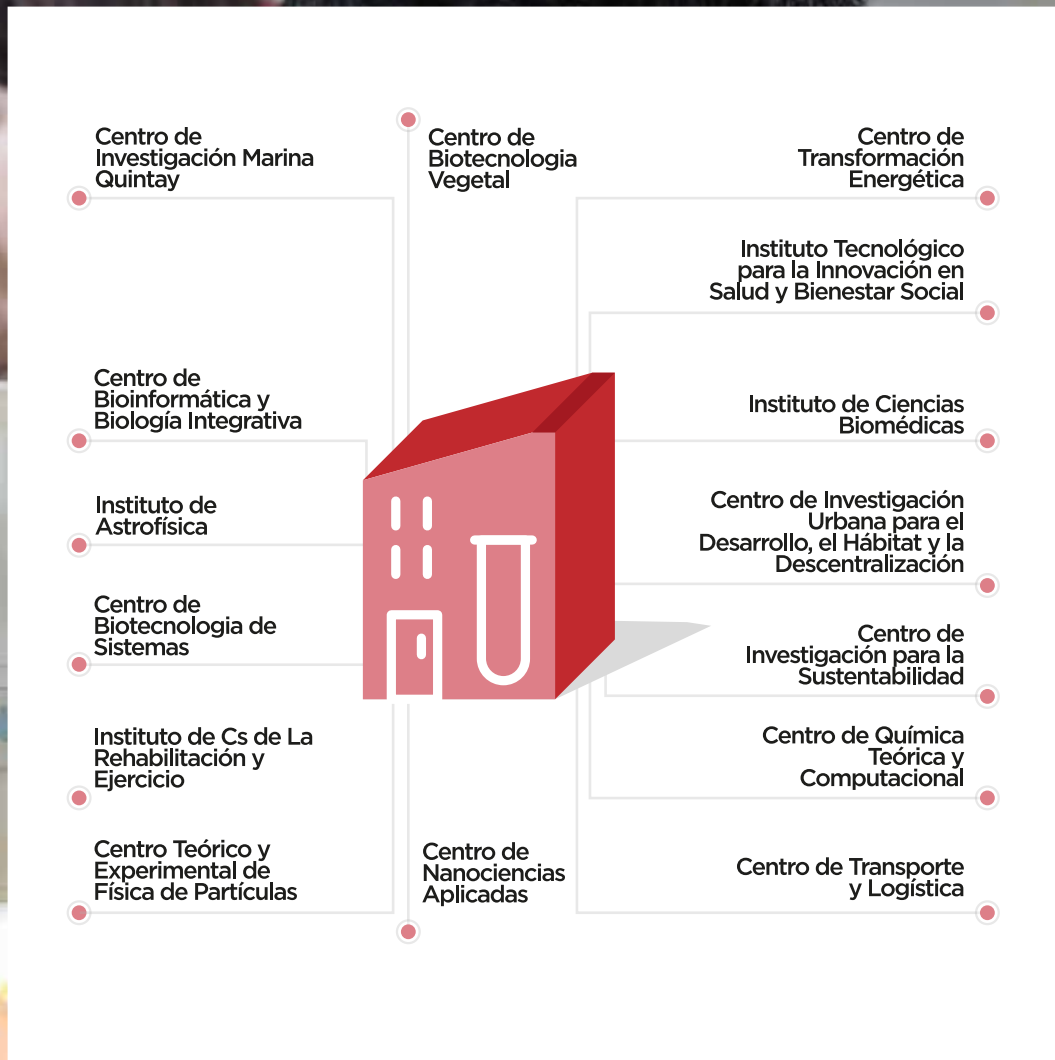 Centro de
Investigación Marina
Quintay
Centro de
Biotecnologia
Vegetal
Centro de
Transformación
Energética
Instituto Tecnológico
para la Innovación en
Salud y Bienestar Social
Centro de
Bioinformática y
Biología Integrativa
Instituto de Ciencias
Biomédicas
Instituto de
Astrofísica
Centro de Investigación
Urbana para el
Desarrollo, el Hábitat y la
Descentralización
Centro de
Biotecnologia de
Sistemas
Centro de
Investigación para la
Sustentabilidad
Instituto de Cs de La
Rehabilitación y
Ejercicio
Centro de Química
Teórica y
Computacional
Centro Teórico y
Experimental de
Física de Partículas
Centro de
Nanociencias
Aplicadas
Centro de Transporte
y Logística